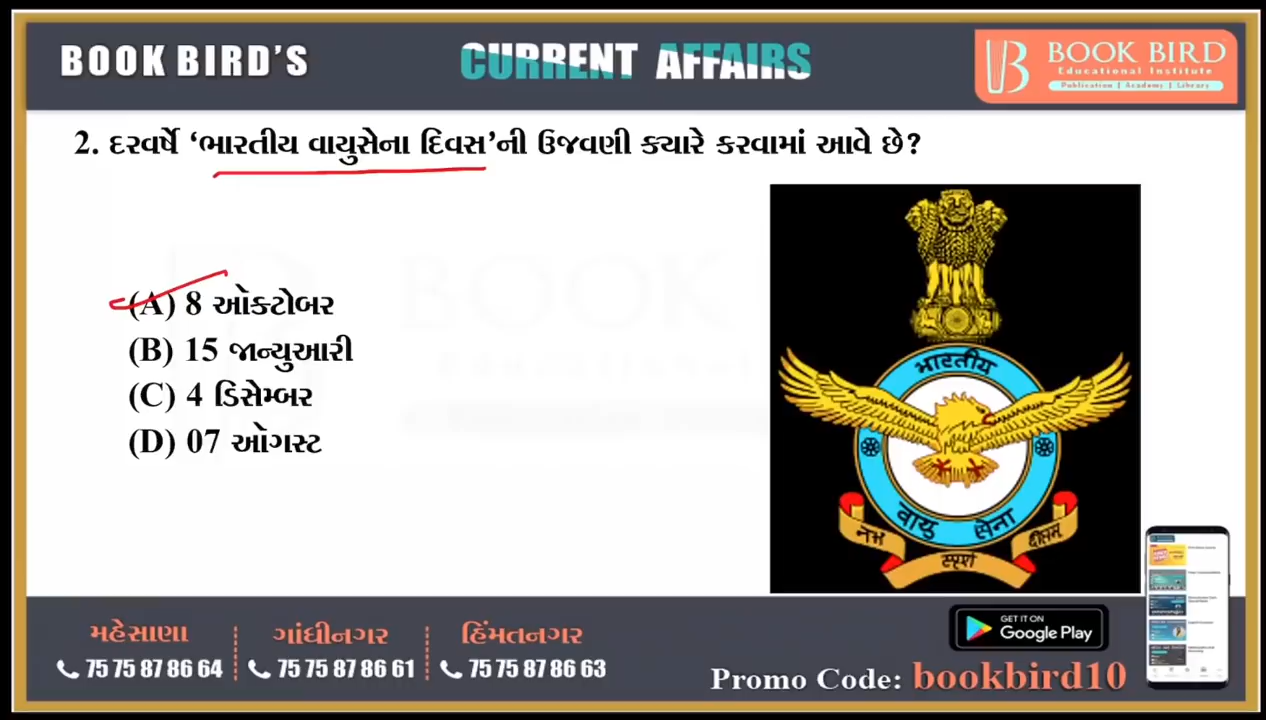 BOOK BIRD'S
CURRENT AFFAIRS
BOOK BIRD
Educational Institute
Publication | Academy | Library
2. દરવર્ષે ‘ભારતીય વાયુસેના દિવસ’ની ઉજવણી ક્યારે કરવામાં આવે છે?
(A) 8 ઓક્ટોબર
(B) 15 જાન્યુઆરી
(C) 4 ડિસેમ્બર
(D) 07 ઓગસ્ટ
भारतीय
वायु सेना
नभः स्पृशं दीप्तम्
મહેસાણા
75 75 87 86 64
ગાંધીનગર
75 75 87 86 61
હિંમતનગર
75 75 87 86 63
GET IT ON
Google Play
Promo Code: bookbird10